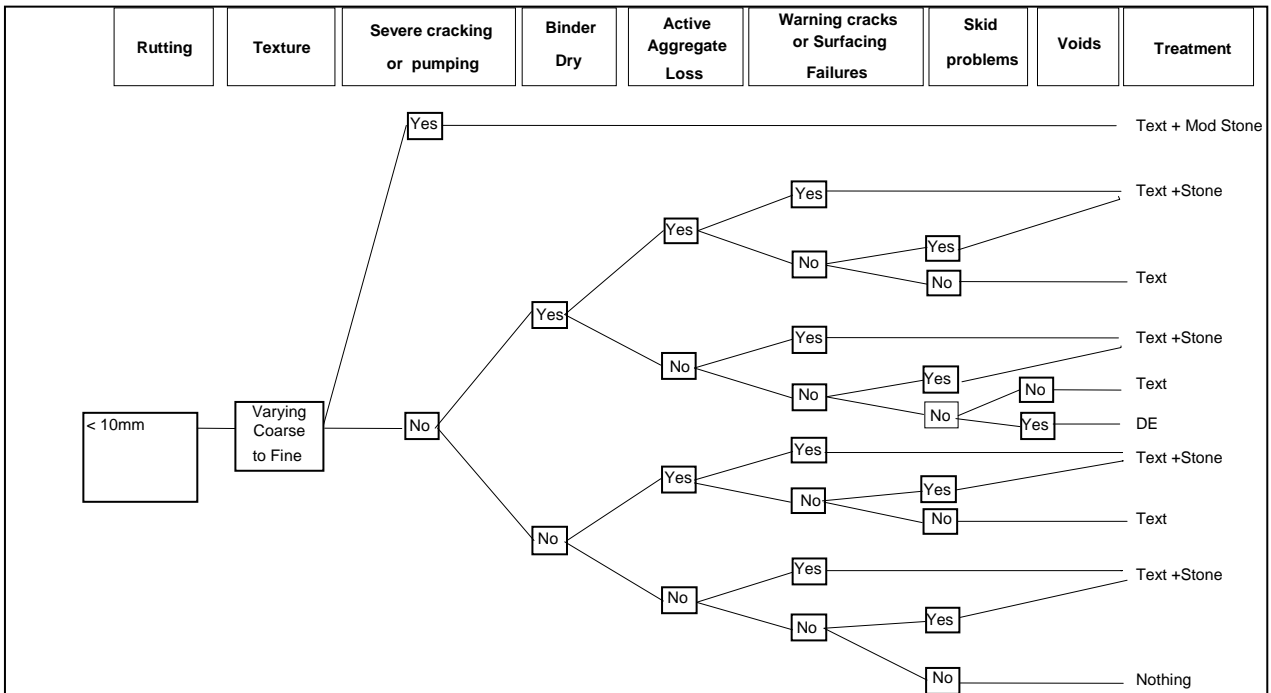 Rutting
Texture
Severe cracking
or pumping
Binder
Dry
Active
Aggregate
Loss
Warning cracks
or Surfacing
Failures
Skid
problems
Voids
Treatment
Yes
Text + Mod Stone
Yes
Text +Stone
Yes
Yes
No
No
Text
Yes
Yes
Text +Stone
No
Yes
No
Text
No
No
Yes
DE
< 10mm
Varying
Coarse
to Fine
No
Yes
Text +Stone
Yes
Yes
No
No
Text
No
Yes
Text +Stone
No
Yes
No
No
Nothing